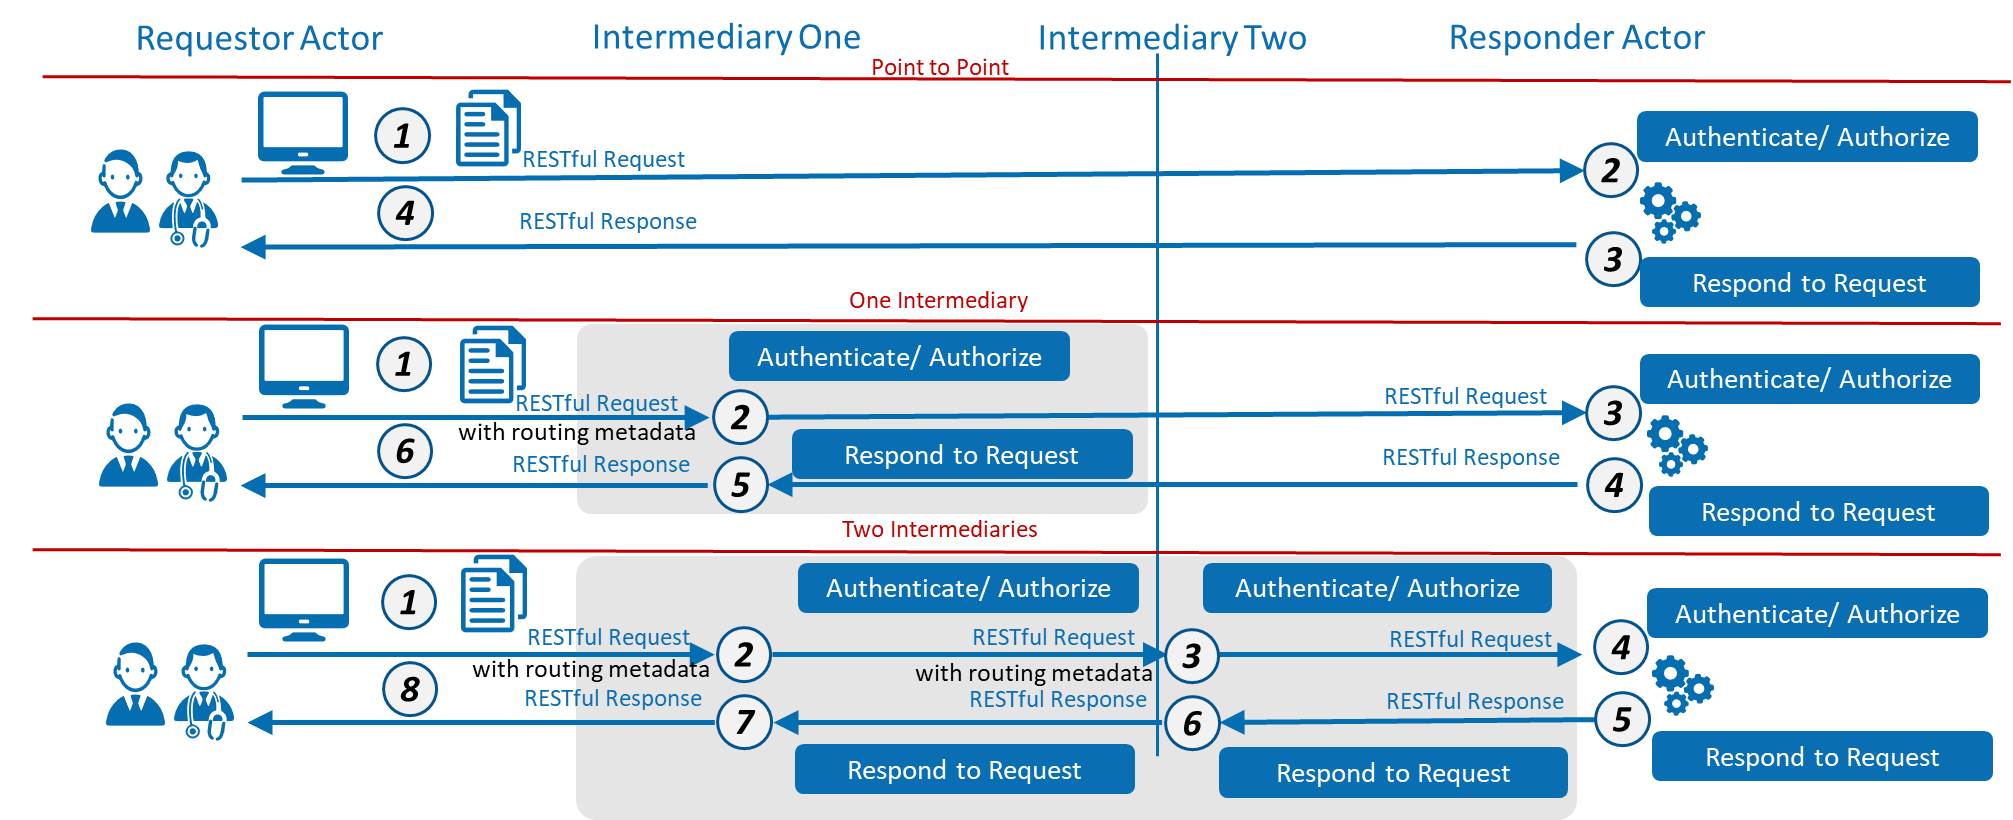 Requestor Actor
Intermediary One
Intermediary Two
Responder Actor
Point to Point
1
RESTful Request
2
Authenticate/ Authorize
4
RESTful Response
3
Respond to Request
One Intermediary
1
Authenticate/ Authorize
Authenticate/ Authorize
RESTful Request
with routing metadata
2
RESTful Request
3
6
RESTful Response
5
Respond to Request
RESTful Response
4
Respond to Request
Two Intermediaries
1
Authenticate/ Authorize
Authenticate/ Authorize
Authenticate/ Authorize
RESTful Request
with routing metadata
2
RESTful Request
with routing metadata
3
RESTful Request
4
8
RESTful Response
7
RESTful Response
6
RESTful Response
5
Respond to Request
Respond to Request
Respond to Request